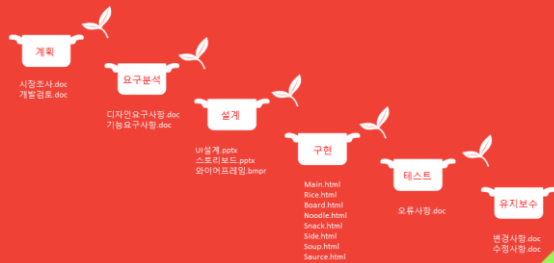 계획
시장조사.doc
개발검토.doc
요구분석
디자인요구사항.doc
기능요구사항.doc
설계
UI설계.pptx
스토리보드.pptx
와이어프레임.bmpr
구현
Main.html
Rice.html
Board.html
Noodle.html
Snack.html
Side.html
Soup.html
Saurce.html
테스트
오류사항.doc
유지보수
변경사항.doc
수정사항.doc